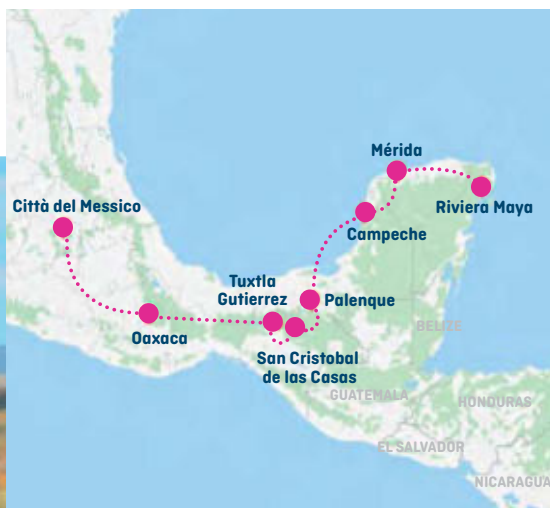 Mérida
Città del Messico
Riviera Maya
Campeche
Tuxtla
Gutierrez
Palenque
Oaxaca
BELIZE
San Cristobal
de las Casas
GUATEMALA
HONDURAS
EL SALVADOR
NICARAGUA